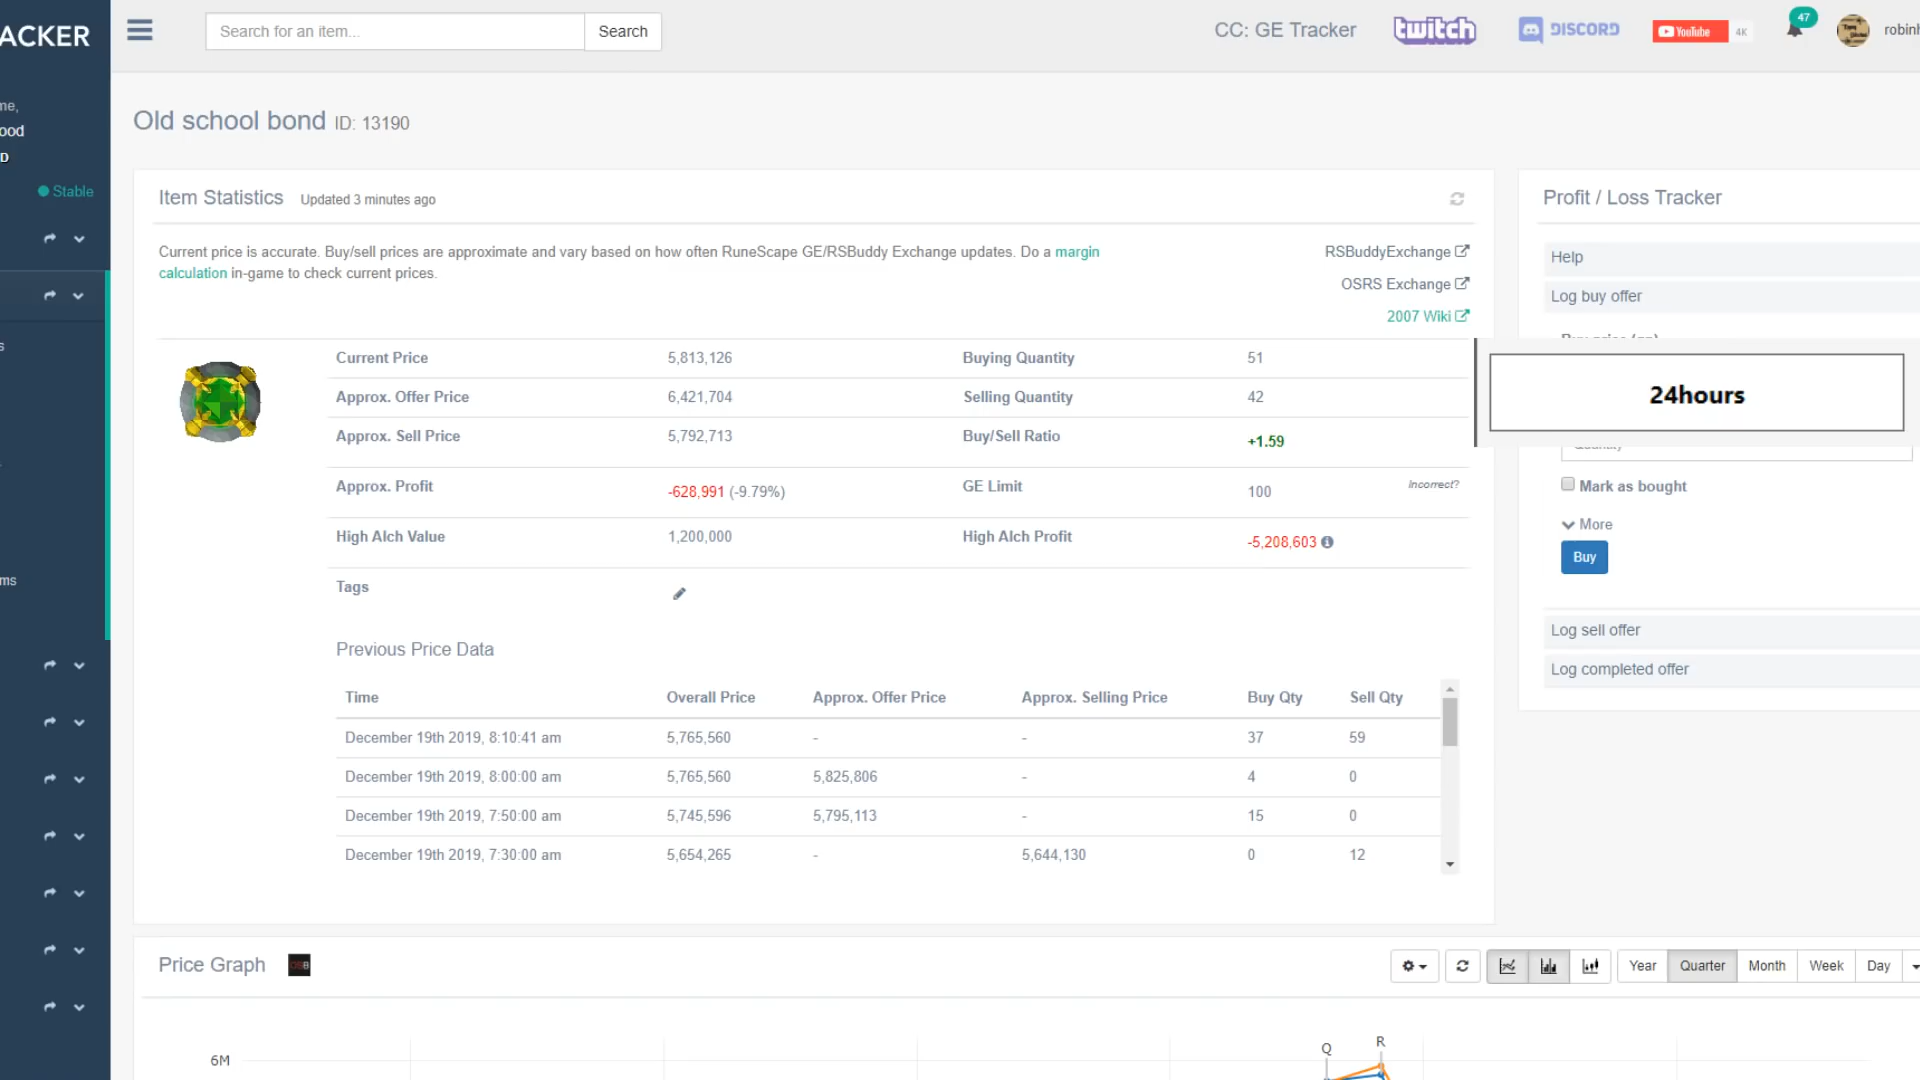 ACKER
Search for an item...
Search
CC: GE Tracker
twitch
DISCORD
YouTube
4K
47
robinh
me,
ood
D
Stable
s
ms
Old school bond ID: 13190
Item Statistics Updated 3 minutes ago
Current price is accurate. Buy/sell prices are approximate and vary based on how often RuneScape GE/RSBuddy Exchange updates. Do a margin
calculation in-game to check current prices.
RSBuddyExchange
OSRS Exchange
2007 Wiki
Current Price 5,813,126 Buying Quantity 51
Approx. Offer Price 6,421,704 Selling Quantity 42
Approx. Sell Price 5,792,713 Buy/Sell Ratio +1.59
Approx. Profit -628,991 (-9.79%) GE Limit 100 Incorrect?
High Alch Value 1,200,000 High Alch Profit -5,208,603
Tags
Previous Price Data
Time Overall Price Approx. Offer Price Approx. Selling Price Buy Qty Sell Qty
December 19th 2019, 8:10:41 am 5,765,560 - - 37 59
December 19th 2019, 8:00:00 am 5,765,560 5,825,806 - 4 0
December 19th 2019, 7:50:00 am 5,745,596 5,795,113 - 15 0
December 19th 2019, 7:30:00 am 5,654,265 - 5,644,130 0 12
Profit / Loss Tracker
Help
Log buy offer
24hours
Mark as bought
More
Buy
Log sell offer
Log completed offer
Price Graph
Year Quarter Month Week Day
6M
Q
R